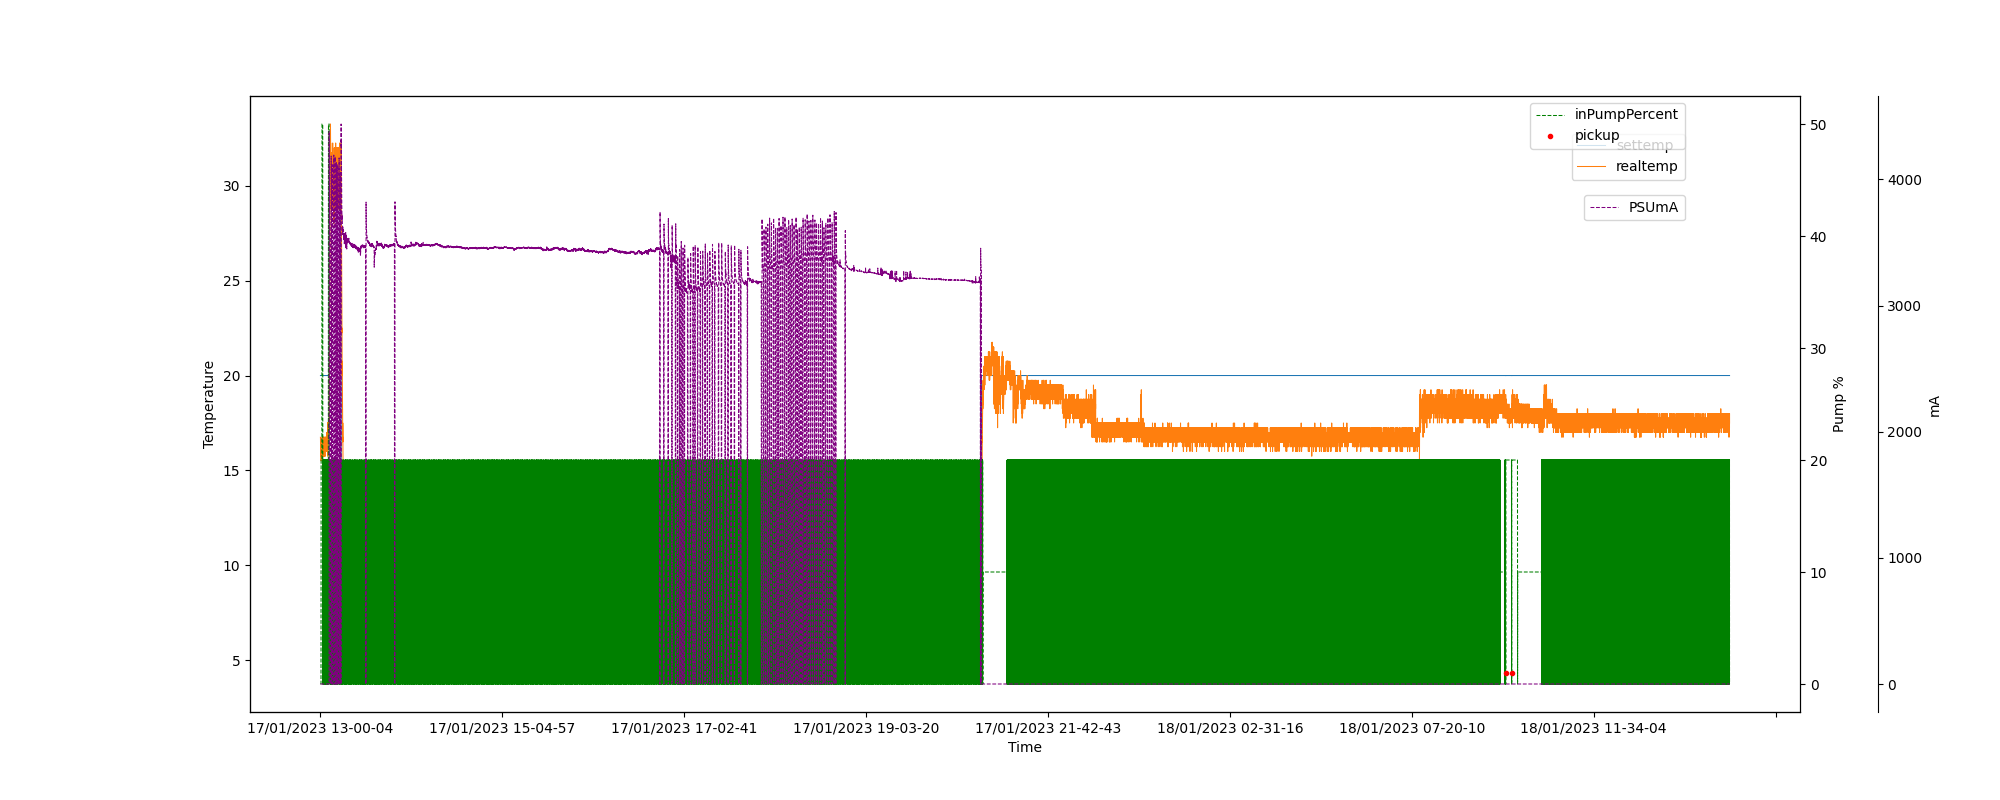 inPumpPercent
pickup
settemp
realtemp
PSUmA
30
25
20
15
10
5
Temperature
50
40
30
20
10
0
Pump %
4000
3000
2000
1000
0
mA
17/01/2023 13-00-04
17/01/2023 15-04-57
17/01/2023 17-02-41
17/01/2023 19-03-20
17/01/2023 21-42-43
18/01/2023 02-31-16
18/01/2023 07-20-10
18/01/2023 11-34-04
Time